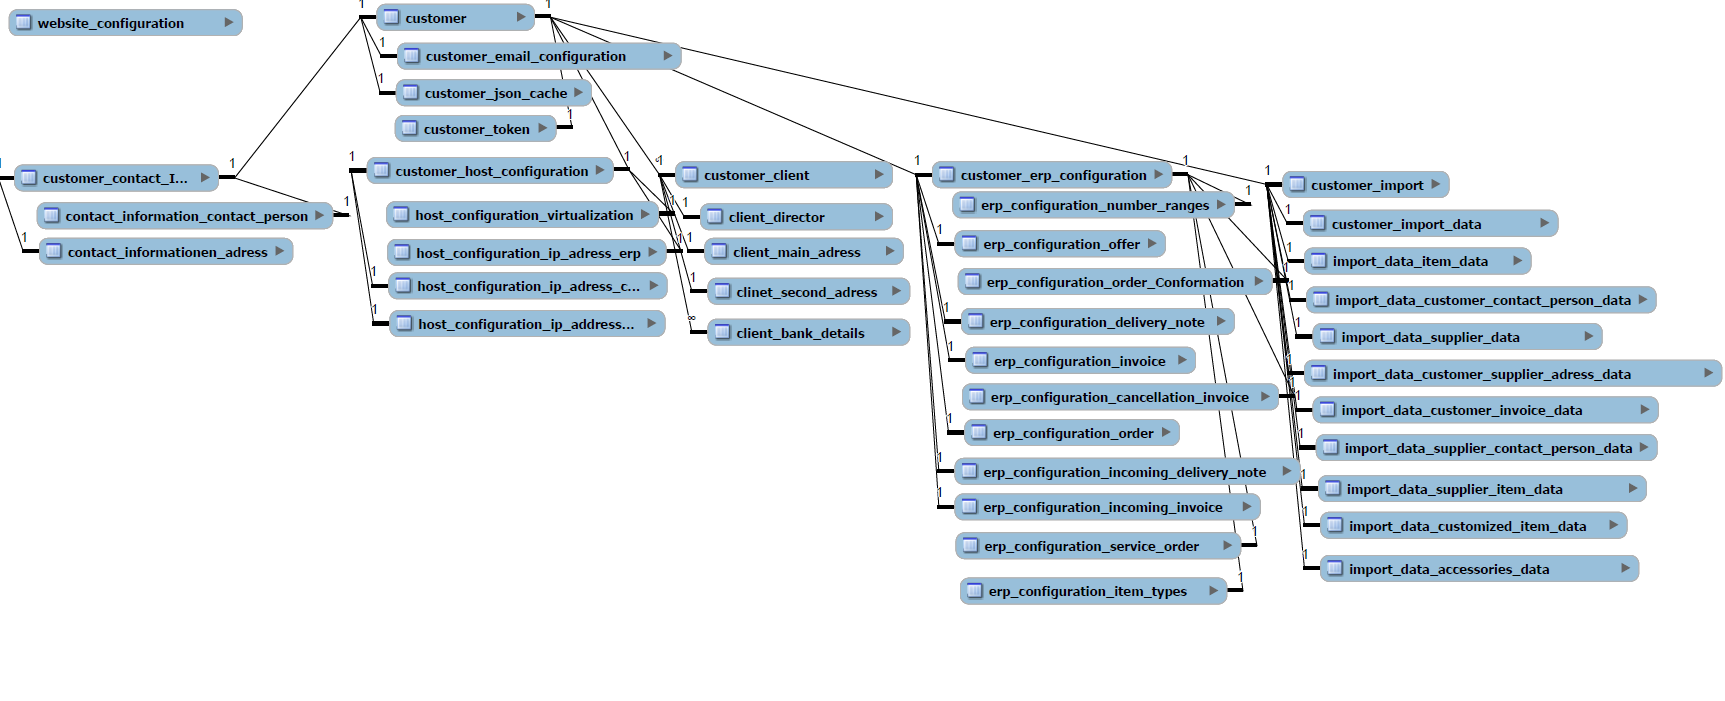 website_configuration
customer
customer_email_configuration
customer_json_cache
customer_token
customer_contact_I...
contact_information_contact_person
contact_informationen_adress
customer_host_configuration
host_configuration_virtualization
host_configuration_ip_adress_erp
host_configuration_ip_adress_c...
host_configuration_ip_address...
customer_client
client_director
client_main_adress
clinet_second_adress
client_bank_details
customer_erp_configuration
erp_configuration_number_ranges
erp_configuration_offer
erp_configuration_order_Conformation
erp_configuration_delivery_note
erp_configuration_invoice
erp_configuration_cancellation_invoice
erp_configuration_order
erp_configuration_incoming_delivery_note
erp_configuration_incoming_invoice
erp_configuration_service_order
erp_configuration_item_types
customer_import
customer_import_data
import_data_item_data
import_data_customer_contact_person_data
import_data_supplier_data
import_data_customer_supplier_adress_data
import_data_customer_invoice_data
import_data_supplier_contact_person_data
import_data_supplier_item_data
import_data_customized_item_data
import_data_accessories_data